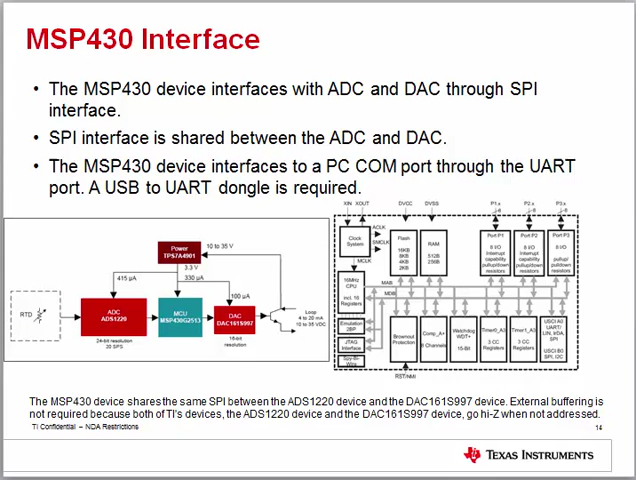 MSP430 Interface
• The MSP430 device interfaces with ADC and DAC through SPI
interface.
• SPI interface is shared between the ADC and DAC.
• The MSP430 device interfaces to a PC COM port through the UART
port. A USB to UART dongle is required.
Power
TPS7A4901
10 to 35 V
3.3 V
415 µA
330 µA
100 µA
RTD
ADC
ADS1220
24-bit resolution
20 SPS
MCU
MSP430G2513
DAC
DAC161S997
16-bit
resolution
Loop
4 to 20 mA
10 to 35 VDC
XIN
XOUT
DVCC
DVSS
P1.x
P2.x
P3.x
8
8
8
Clock
System
ACLK
SMCLK
MCLK
Flash
16KB
8KB
4KB
2KB
RAM
512B
256B
Port P1
8 I/O
Interrupt
capability
pullup/down
resistors
Port P2
8 I/O
Interrupt
capability
pullup/down
resistors
Port P3
8 I/O
pullup/
pulldown
resistors
16MHz
CPU
incl. 16
Registers
MAB
MDB
Emulation
2BP
JTAG
Interface
Spy-Bi-
Wire
Brownout
Protection
Comp_A+
8 Channels
Watchdog
WDT+
15-Bit
Timer0_A3
3 CC
Registers
Timer1_A3
3 CC
Registers
USCI A0
UART/
LIN, IrDA,
SPI
USCI B0
SPI, I2C
RST/NMI
The MSP430 device shares the same SPI between the ADS1220 device and the DAC161S997 device. External buffering is
not required because both of TI's devices, the ADS1220 device and the DAC161S997 device, go hi-Z when not addressed.
TI Confidential – NDA Restrictions
14
TEXAS INSTRUMENTS